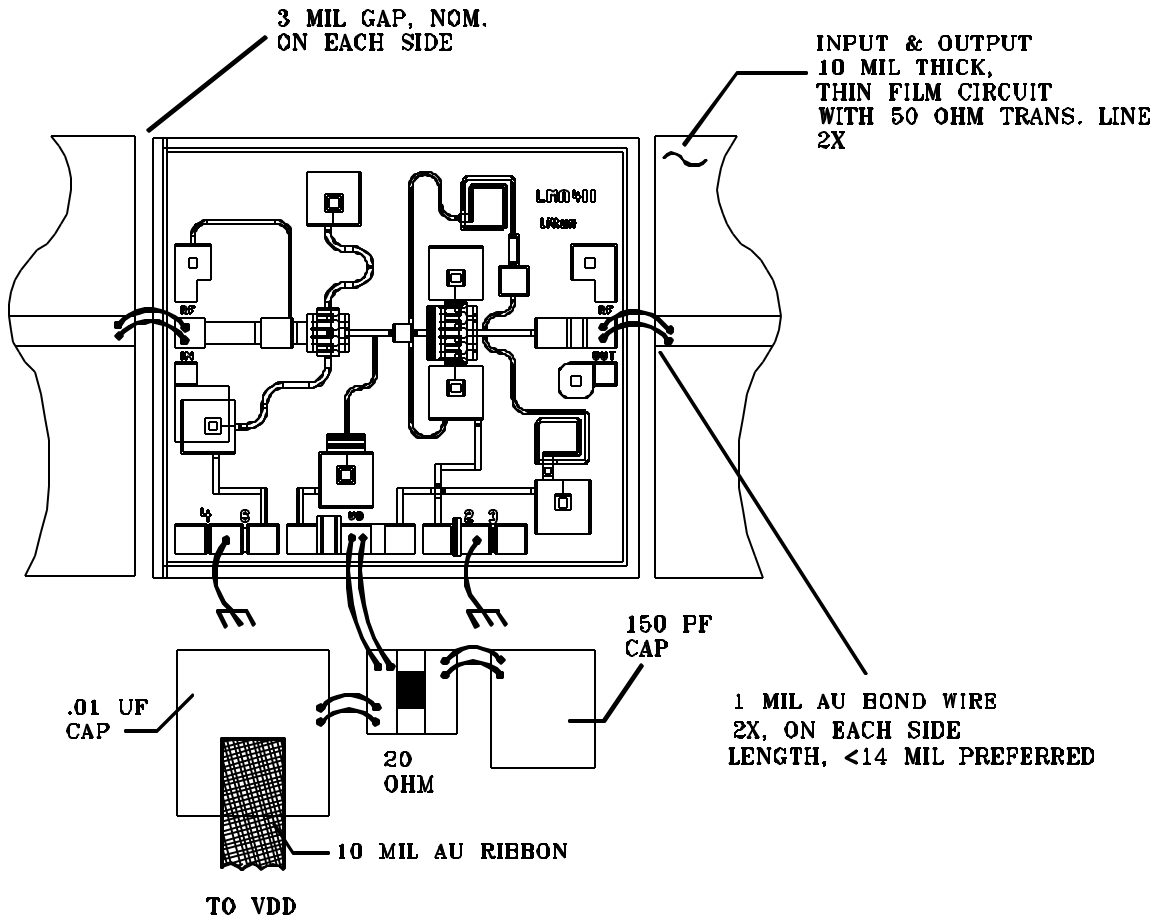 3 MIL GAP, NOM.
ON EACH SIDE
INPUT & OUTPUT
10 MIL THICK,
THIN FILM CIRCUIT
WITH 50 OHM TRANS. LINE
2X
RF
RF
IN
OUT
4
VD
2
150 PF
CAP
.01 UF
CAP
1 MIL AU BOND WIRE
2X, ON EACH SIDE
LENGTH, <14 MIL PREFERRED
20
OHM
10 MIL AU RIBBON
TO VDD